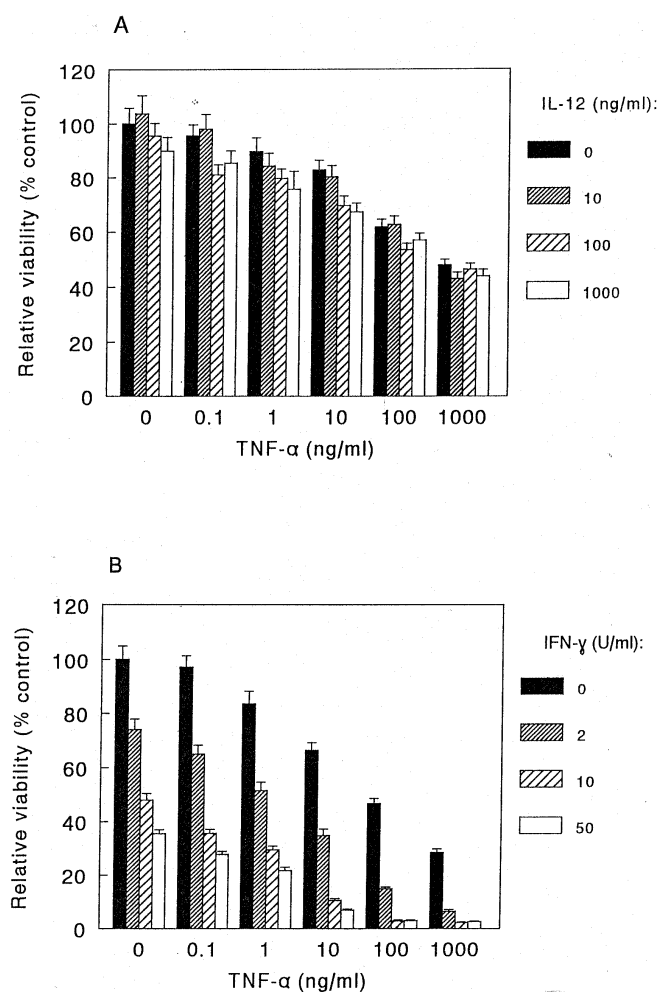 A
Relative viability (% control)
120
100
80
60
40
20
0
0 0.1 1 10 100 1000
TNF-α (ng/ml)
IL-12 (ng/ml):
0
10
100
1000
B
Relative viability (% control)
120
100
80
60
40
20
0
0 0.1 1 10 100 1000
TNF-α (ng/ml)
IFN-γ (U/ml):
0
2
10
50